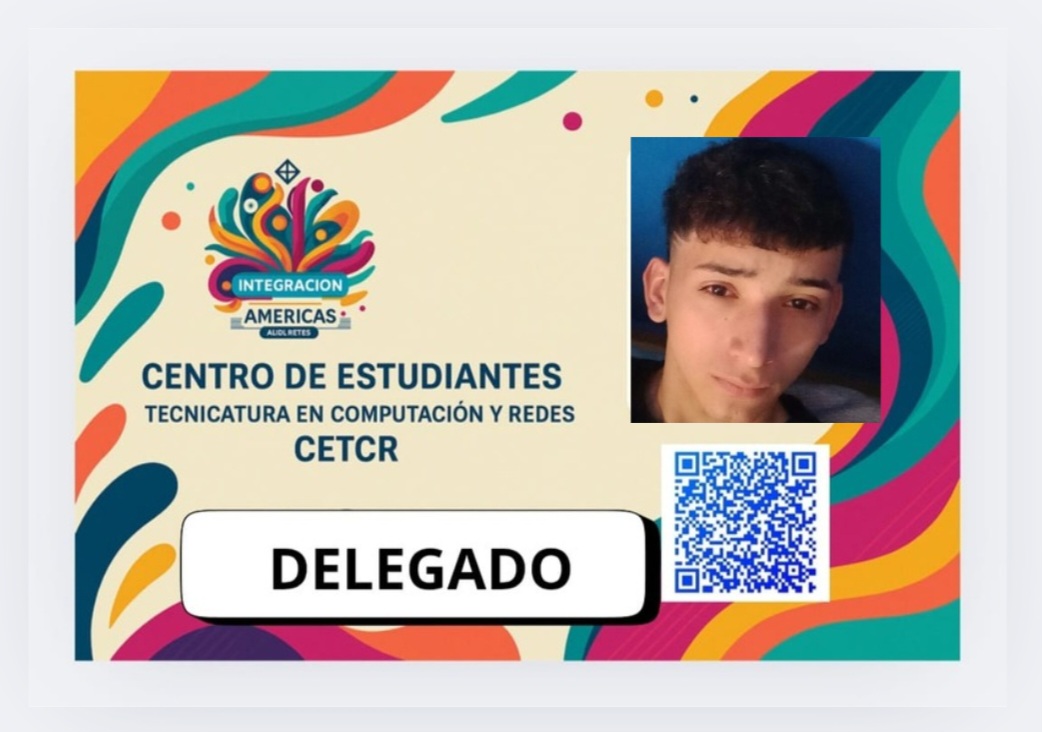 INTEGRACION
AMERICAS
CENTRO DE ESTUDIANTES
TECNICATURA EN COMPUTACIÓN Y REDES
CETCR
DELEGADO